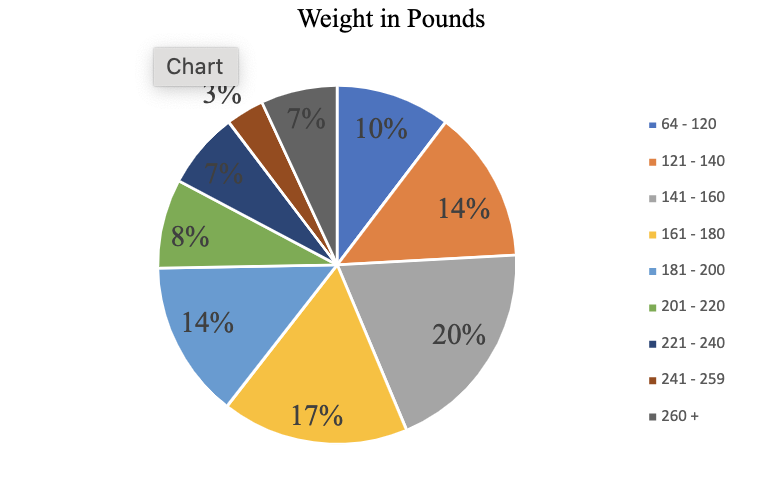 Weight in Pounds
Chart
3%
7%
10%
7%
14%
8%
14%
20%
17%
64 - 120
121 - 140
141 - 160
161 - 180
181 - 200
201 - 220
221 - 240
241 - 259
260 +